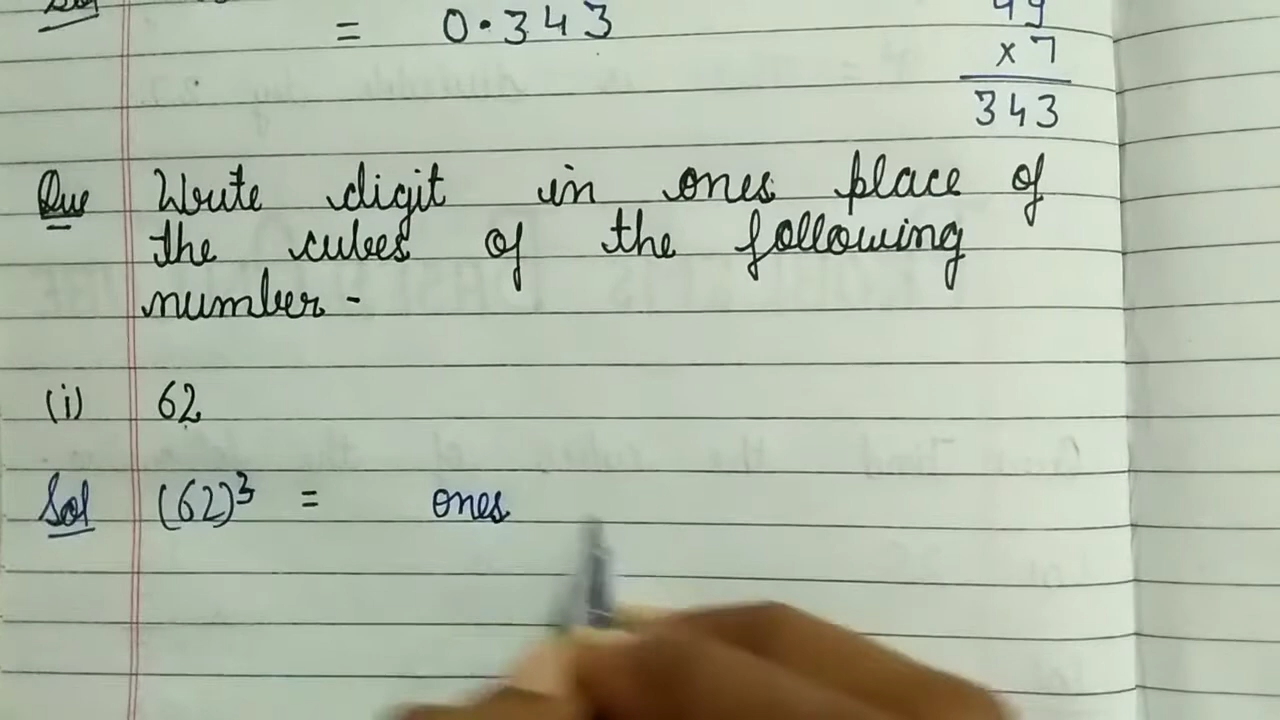 = 0.343
49
x 7
343
Que Write digit in ones place of
the cubes of the following
number -
(i) 62
Sol (62)³ = ones